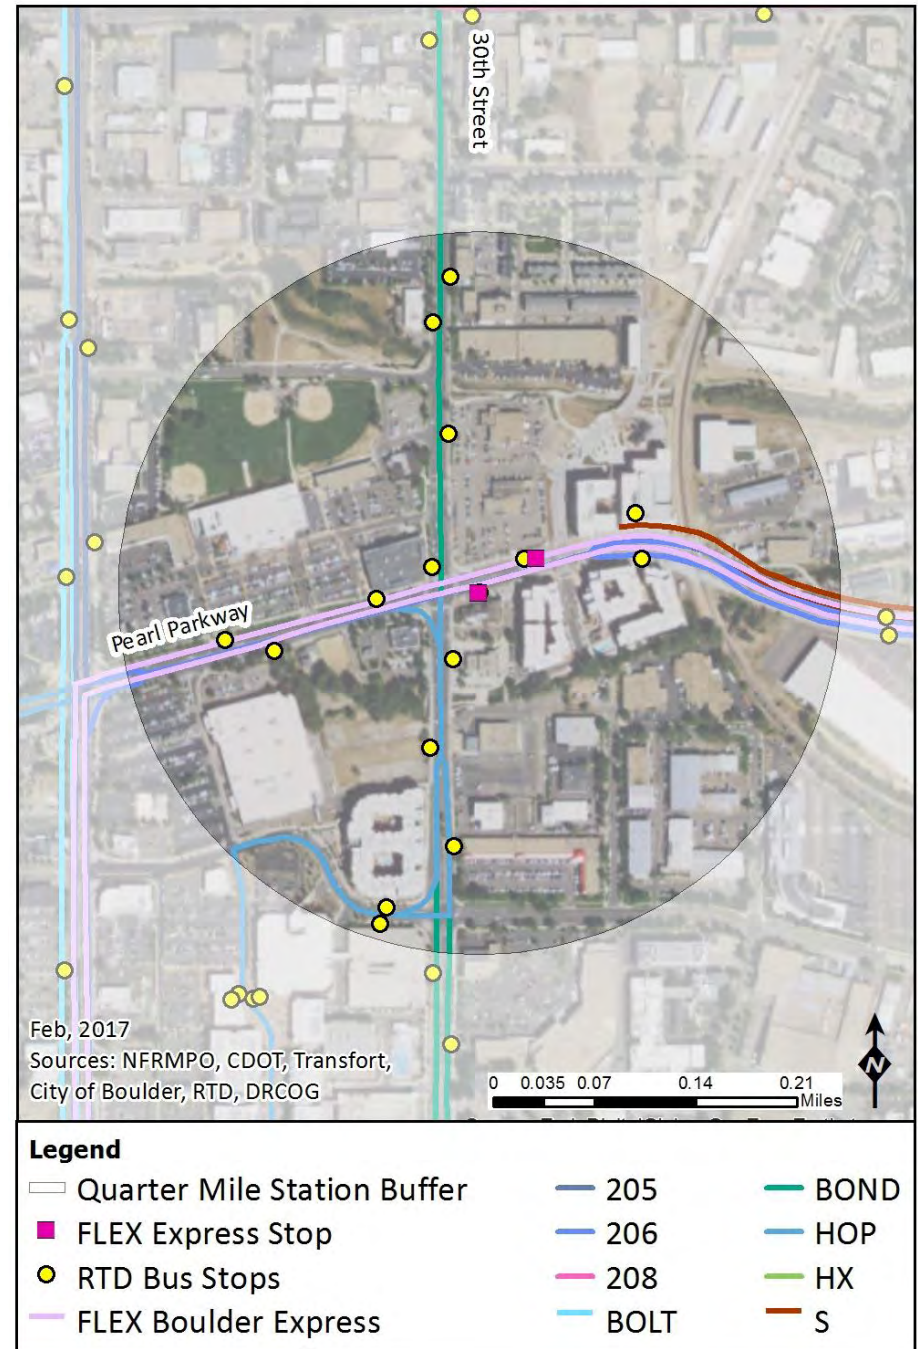 30th Street
Pearl Parkway
Feb, 2017
Sources: NFRMPO, CDOT, Transfort,
City of Boulder, RTD, DRCOG
N
0 0.035 0.07 0.14 0.21
Miles
Legend
Quarter Mile Station Buffer
FLEX Express Stop
RTD Bus Stops
FLEX Boulder Express
205
206
208
BOLT
BOND
HOP
HX
S